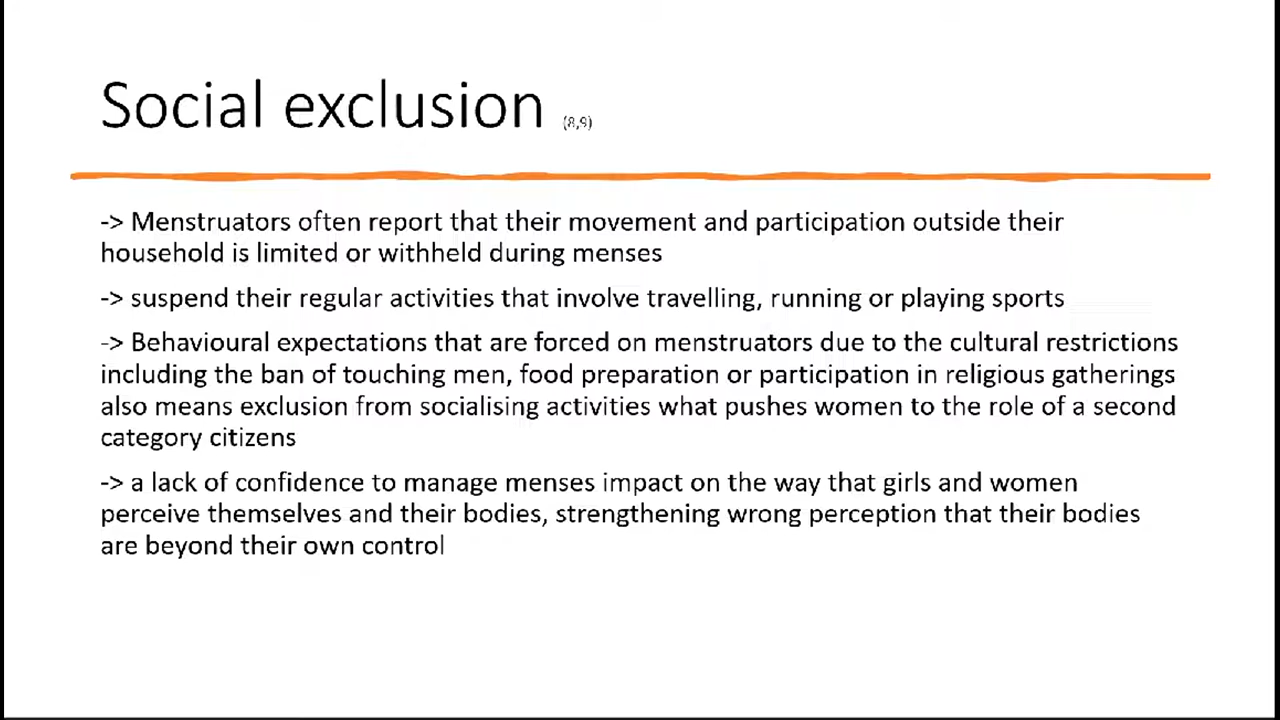 Social exclusion (8,9)
-> Menstruators often report that their movement and participation outside their
household is limited or withheld during menses
-> suspend their regular activities that involve travelling, running or playing sports
-> Behavioural expectations that are forced on menstruators due to the cultural restrictions
including the ban of touching men, food preparation or participation in religious gatherings
also means exclusion from socialising activities what pushes women to the role of a second
category citizens
-> a lack of confidence to manage menses impact on the way that girls and women
perceive themselves and their bodies, strengthening wrong perception that their bodies
are beyond their own control